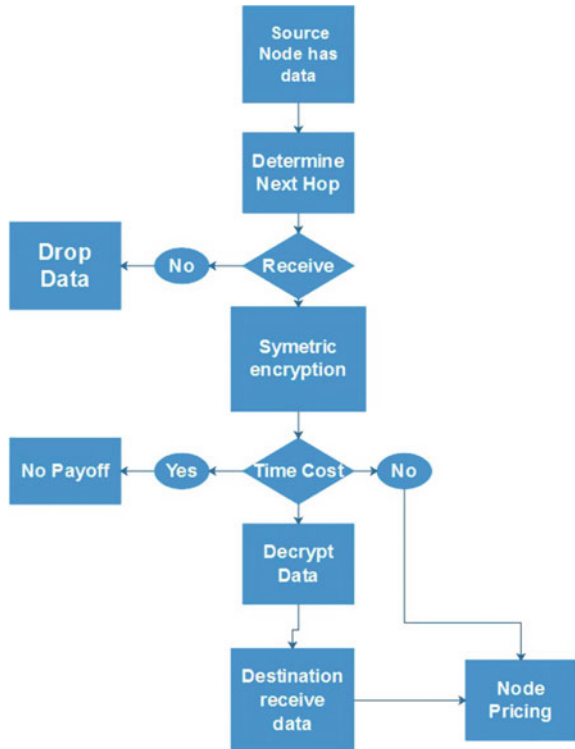 Source
Node has
data
Determine
Next Hop
Drop
Data
No
Receive
Symetric
encryption
No Payoff
Yes
Time Cost
No
Decrypt
Data
Destination
receive
data
Node
Pricing